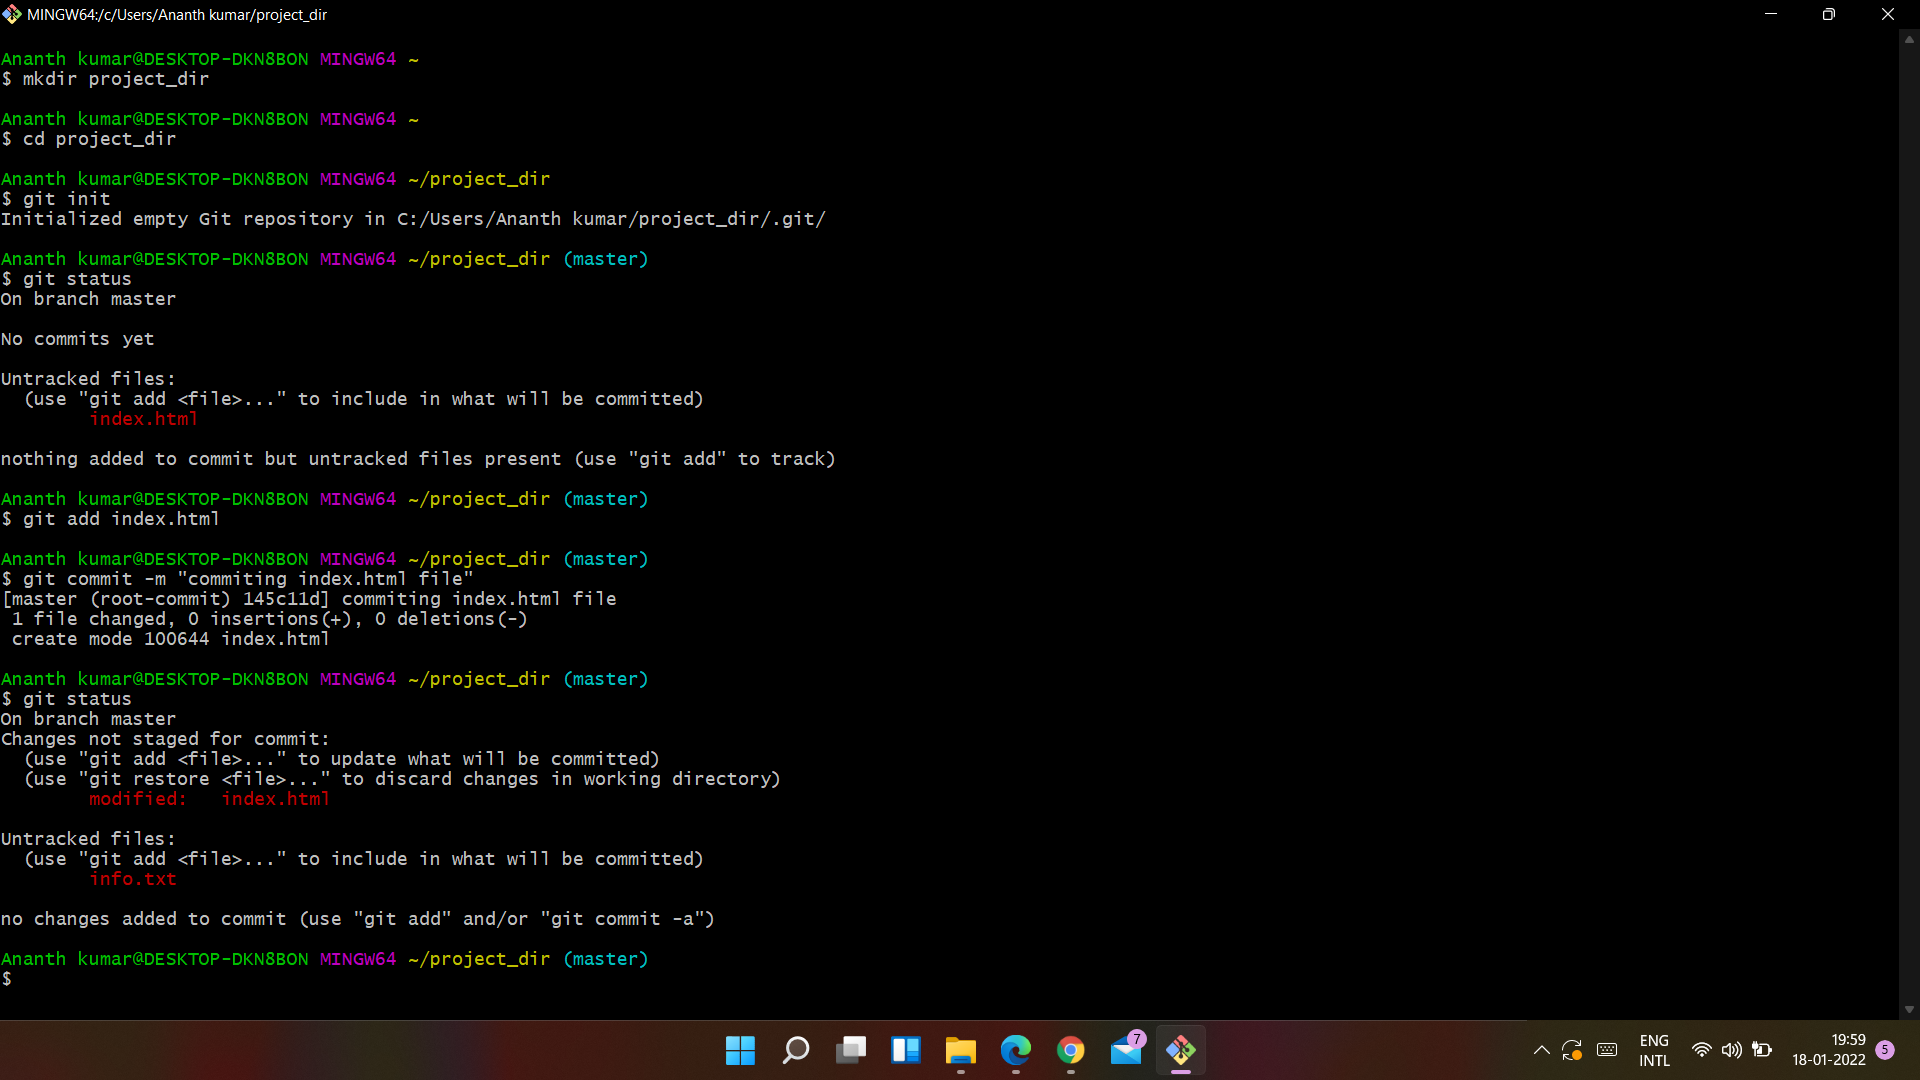 MINGW64:/c/Users/Ananth kumar/project_dir
Ananth kumar@DESKTOP-DKN8BON MINGW64 ~
$ mkdir project_dir
Ananth kumar@DESKTOP-DKN8BON MINGW64 ~
$ cd project_dir
Ananth kumar@DESKTOP-DKN8BON MINGW64 ~/project_dir
$ git init
Initialized empty Git repository in C:/Users/Ananth kumar/project_dir/.git/
Ananth kumar@DESKTOP-DKN8BON MINGW64 ~/project_dir (master)
$ git status
On branch master
No commits yet
Untracked files:
  (use "git add <file>..." to include in what will be committed)
        index.html
nothing added to commit but untracked files present (use "git add" to track)
Ananth kumar@DESKTOP-DKN8BON MINGW64 ~/project_dir (master)
$ git add index.html
Ananth kumar@DESKTOP-DKN8BON MINGW64 ~/project_dir (master)
$ git commit -m "commiting index.html file"
[master (root-commit) 145c11d] commiting index.html file
 1 file changed, 0 insertions(+), 0 deletions(-)
 create mode 100644 index.html
Ananth kumar@DESKTOP-DKN8BON MINGW64 ~/project_dir (master)
$ git status
On branch master
Changes not staged for commit:
  (use "git add <file>..." to update what will be committed)
  (use "git restore <file>..." to discard changes in working directory)
        modified:   index.html
Untracked files:
  (use "git add <file>..." to include in what will be committed)
        info.txt
no changes added to commit (use "git add" and/or "git commit -a")
Ananth kumar@DESKTOP-DKN8BON MINGW64 ~/project_dir (master)
$
7
ENG
INTL
19:59
18-01-2022
5